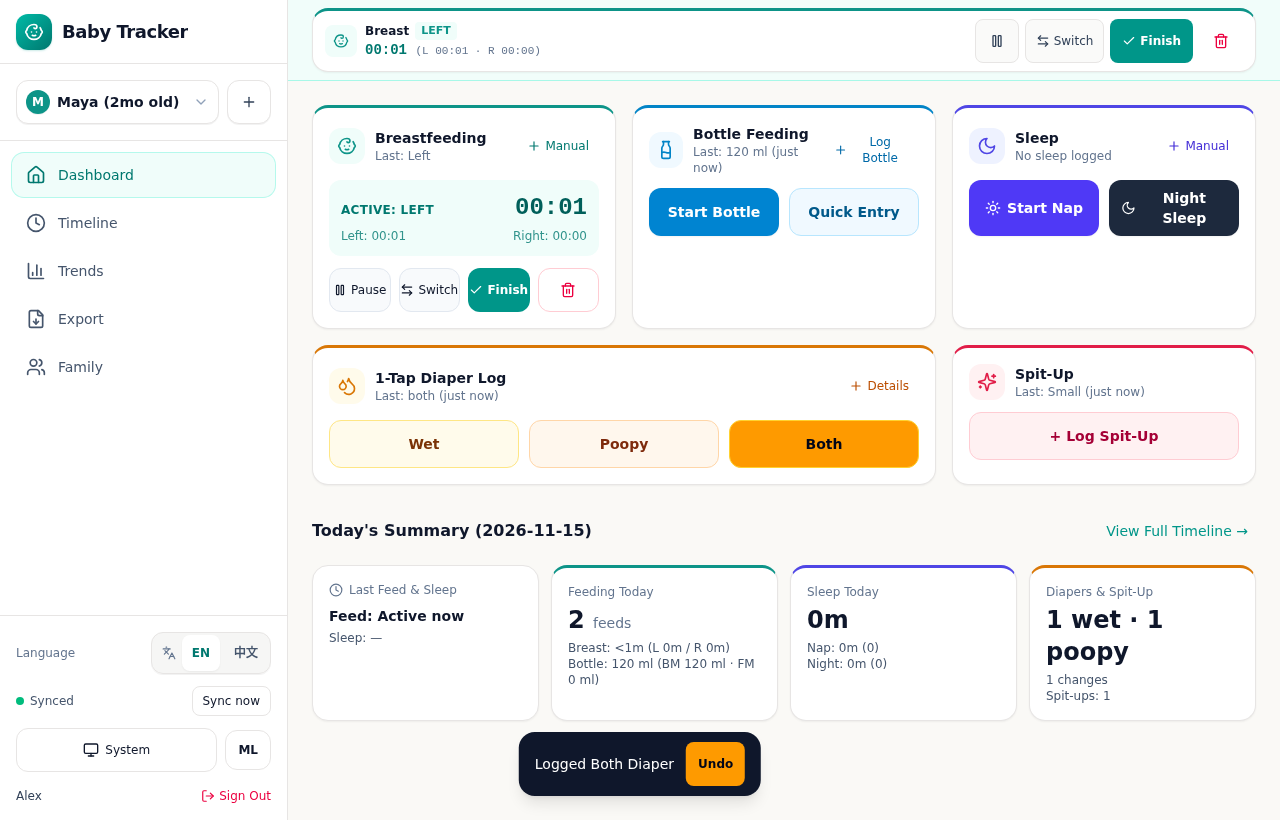 Baby Tracker
M Maya (2mo old)
Dashboard
Timeline
Trends
Export
Family
Language
EN
中文
Synced
Sync now
System
ML
Alex
Sign Out
Breast LEFT
00:01 (L 00:01 · R 00:00)
Switch
Finish
Breastfeeding
Last: Left
Manual
ACTIVE: LEFT
00:01
Left: 00:01
Right: 00:00
Pause
Switch
Finish
Bottle Feeding
Last: 120 ml (just
now)
Log
Bottle
Start Bottle
Quick Entry
Sleep
No sleep logged
Manual
Start Nap
Night
Sleep
1-Tap Diaper Log
Last: both (just now)
Details
Wet
Poopy
Both
Spit-Up
Last: Small (just now)
+ Log Spit-Up
Today's Summary (2026-11-15)
View Full Timeline →
Last Feed & Sleep
Feed: Active now
Sleep: —
Feeding Today
2 feeds
Breast: <1m (L 0m / R 0m)
Bottle: 120 ml (BM 120 ml · FM
0 ml)
Sleep Today
0m
Nap: 0m (0)
Night: 0m (0)
Diapers & Spit-Up
1 wet · 1
poopy
1 changes
Spit-ups: 1
Logged Both Diaper
Undo